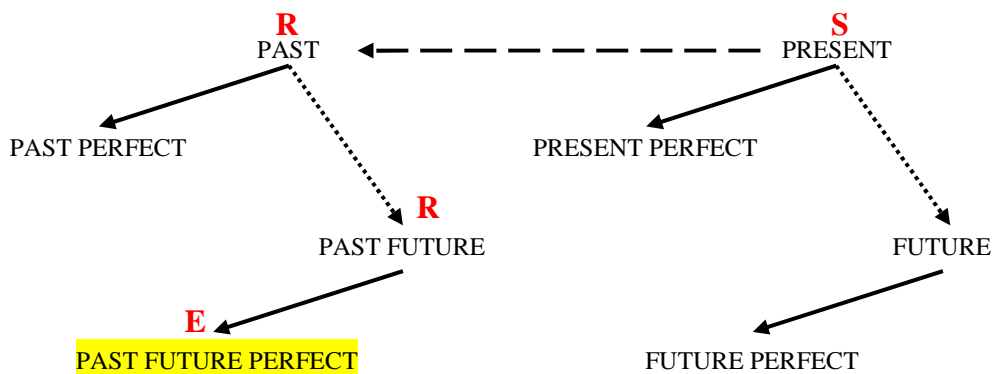 R S
PAST PRESENT
PAST PERFECT PRESENT PERFECT
R
PAST FUTURE FUTURE
E
PAST FUTURE PERFECT FUTURE PERFECT